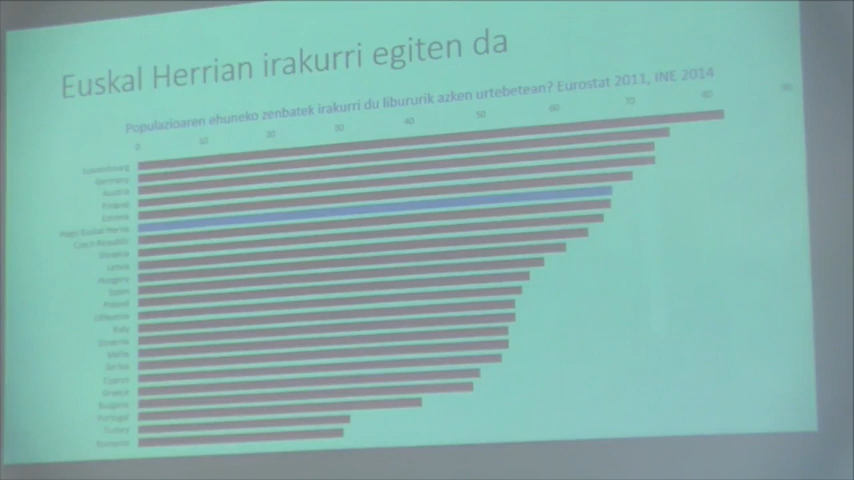 Euskal Herrian irakurri egiten da
Populazioaren ehuneko zenbatek irakurri du libururik azken urtebetean? Eurostat 2011, INE 2014
0 10 20 30 40 50 60 70 80 90
Luxembourg
Germany
Austria
Finland
Estonia
Hego Euskal Herria
Czech Republic
Slovakia
Latvia
Hungary
Spain
Poland
Lithuania
Italy
Slovenia
Malta
Serbia
Cyprus
Greece
Bulgaria
Portugal
Turkey
Romania